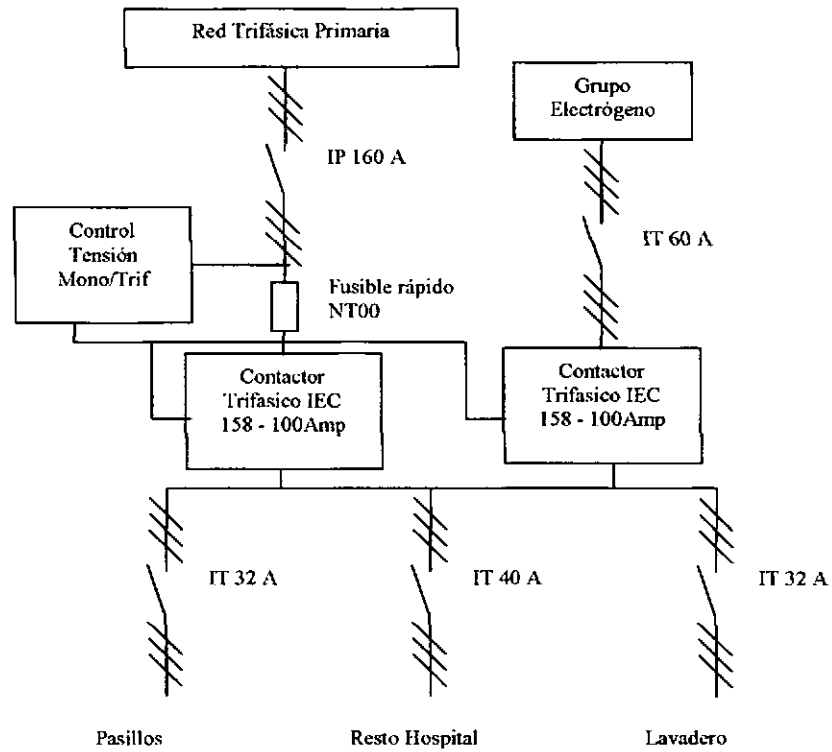 Red Trifásica Primaria
Grupo
Electrógeno
IP 160 A
Control
Tensión
Mono/Trif
IT 60 A
Fusible rápido
NT00
Contactor
Trifasico IEC
158 - 100Amp
Contactor
Trifasico IEC
158 - 100Amp
IT 32 A
IT 40 A
IT 32 A
Pasillos
Resto Hospital
Lavadero